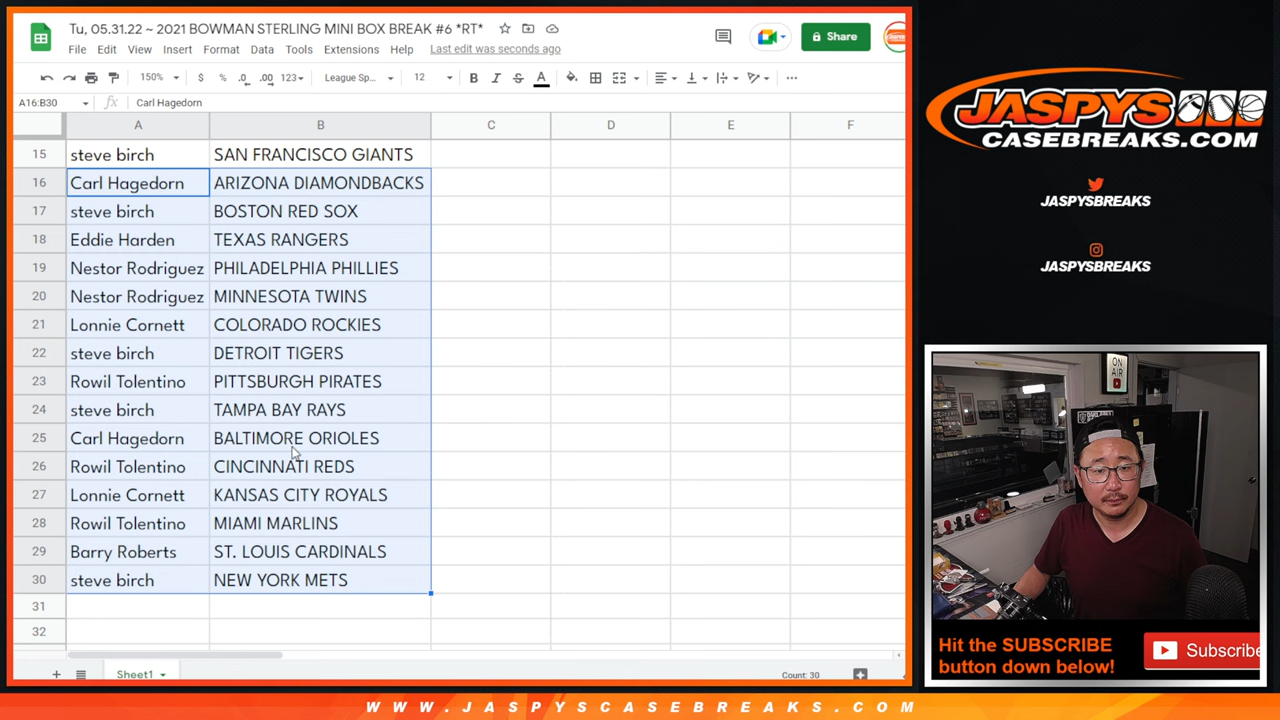 Tu, 05.31.22 ~ 2021 BOWMAN STERLING MINI BOX BREAK #6 *RT*
File Edit View Insert Format Data Tools Extensions Help Last edit was seconds ago
Share
150% $ % .0 .00 123 League Sp... 12 B I S A
A16:B30 fx Carl Hagedorn
A B C D E F
15 steve birch SAN FRANCISCO GIANTS
16 Carl Hagedorn ARIZONA DIAMONDBACKS
17 steve birch BOSTON RED SOX
18 Eddie Harden TEXAS RANGERS
19 Nestor Rodriguez PHILADELPHIA PHILLIES
20 Nestor Rodriguez MINNESOTA TWINS
21 Lonnie Cornett COLORADO ROCKIES
22 steve birch DETROIT TIGERS
23 Rowil Tolentino PITTSBURGH PIRATES
24 steve birch TAMPA BAY RAYS
25 Carl Hagedorn BALTIMORE ORIOLES
26 Rowil Tolentino CINCINNATI REDS
27 Lonnie Cornett KANSAS CITY ROYALS
28 Rowil Tolentino MIAMI MARLINS
29 Barry Roberts ST. LOUIS CARDINALS
30 steve birch NEW YORK METS
31
32
Sheet1
Count: 30
JASPYS
CASEBREAKS.COM
JASPYSBREAKS
JASPYSBREAKS
ON
AIR
Hit the SUBSCRIBE
button down below!
Subscribe
WWW.JASPYSCASEBREAKS.COM